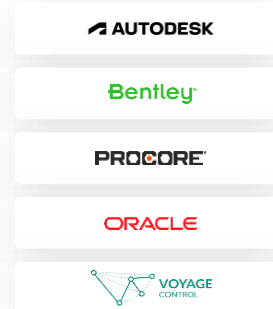 AUTODESK
Bentley
PROCORE
ORACLE
VOYAGE
CONTROL